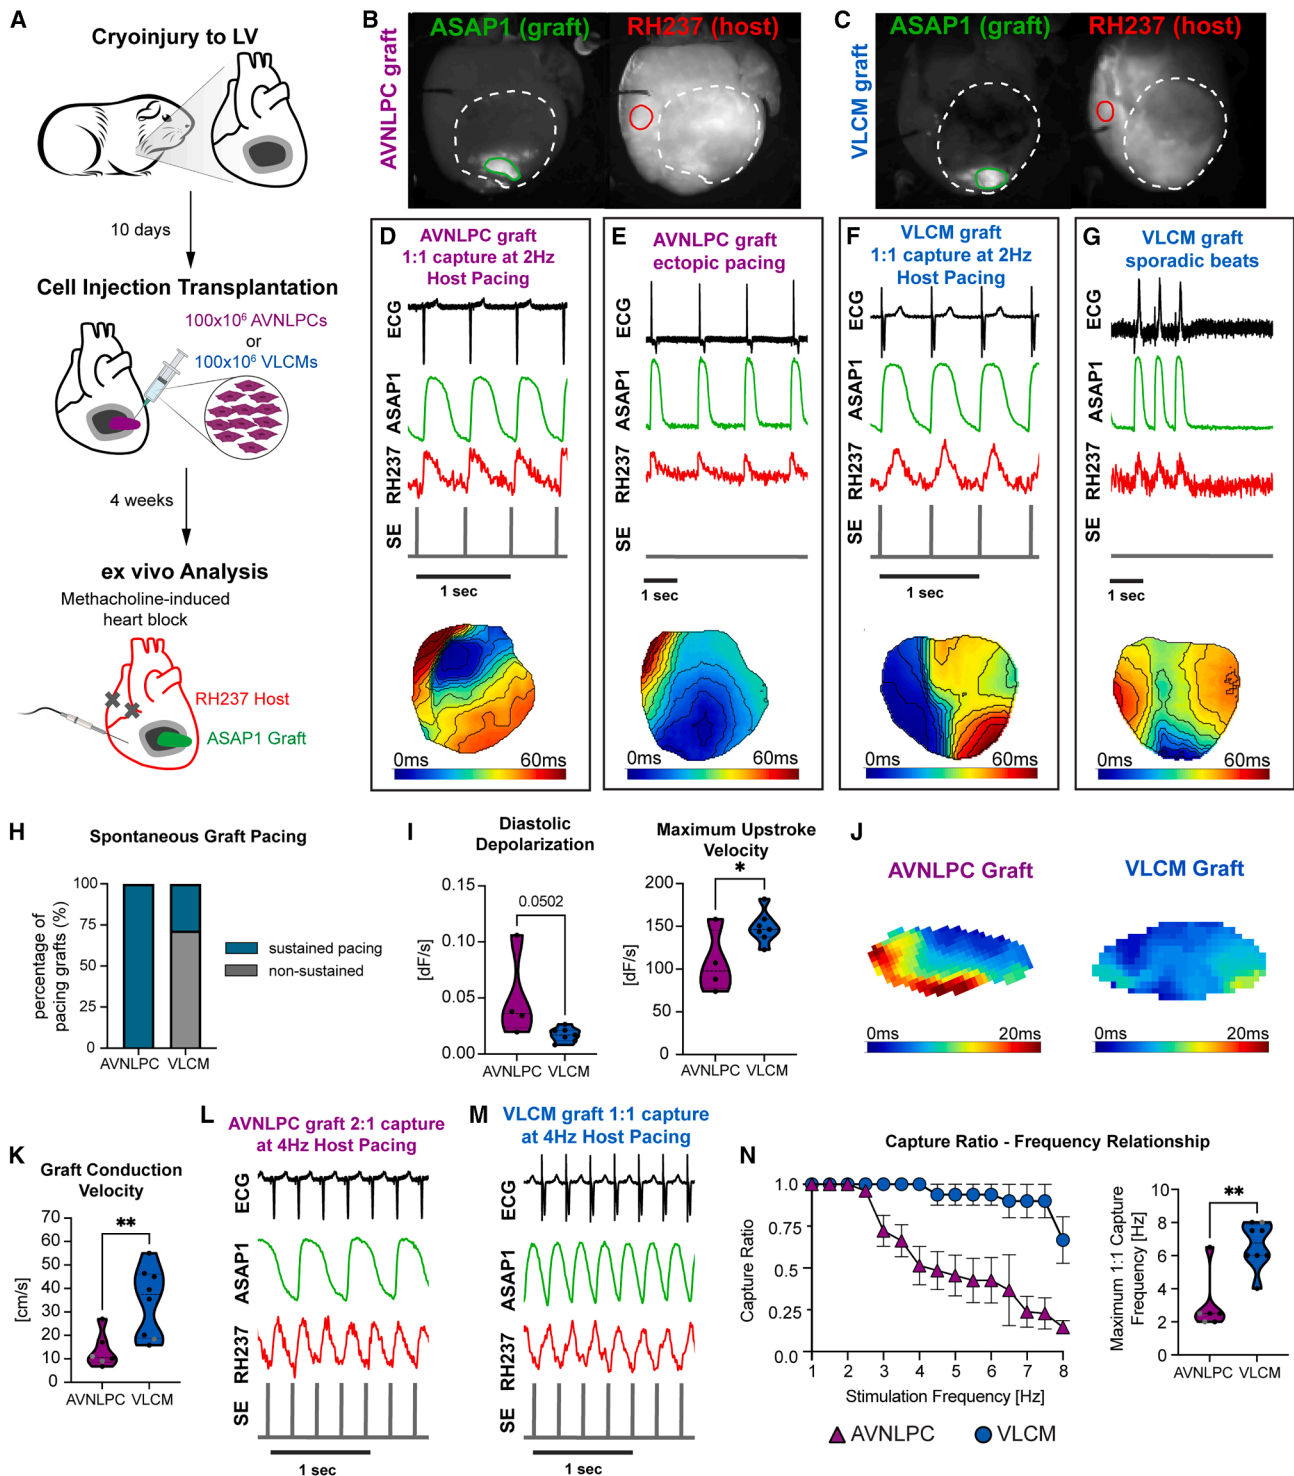 A
Cryoinjury to LV
10 days
Cell Injection Transplantation
100x10⁶ AVNLPCs
or
100x10⁶ VLCMs
4 weeks
ex vivo Analysis
Methacholine-induced
heart block
RH237 Host
ASAP1 Graft
B
AVNLPC graft
ASAP1 (graft)
RH237 (host)
C
VLCM graft
ASAP1 (graft)
RH237 (host)
D
AVNLPC graft
1:1 capture at 2Hz
Host Pacing
ECG
ASAP1
RH237
SE
1 sec
0ms
60ms
E
AVNLPC graft
ectopic pacing
ECG
ASAP1
RH237
SE
1 sec
0ms
60ms
F
VLCM graft
1:1 capture at 2Hz
Host Pacing
ECG
ASAP1
RH237
SE
1 sec
0ms
60ms
G
VLCM graft
sporadic beats
ECG
ASAP1
RH237
SE
1 sec
0ms
60ms
H
Spontaneous Graft Pacing
percentage of
pacing grafts (%)
100
75
50
25
0
AVNLPC
VLCM
sustained pacing
non-sustained
I
Diastolic
Depolarization
[dF/s]
0.15
0.10
0.05
0.00
0.0502
AVNLPC
VLCM
Maximum Upstroke
Velocity
[dF/s]
200
150
100
50
0
*
AVNLPC
VLCM
J
AVNLPC Graft
0ms
20ms
VLCM Graft
0ms
20ms
K
Graft Conduction
Velocity
[cm/s]
70
60
50
40
30
20
10
0
**
AVNLPC
VLCM
L
AVNLPC graft 2:1 capture
at 4Hz Host Pacing
ECG
ASAP1
RH237
SE
1 sec
M
VLCM graft 1:1 capture
at 4Hz Host Pacing
ECG
ASAP1
RH237
SE
1 sec
N
Capture Ratio - Frequency Relationship
Capture Ratio
1.0
0.75
0.50
0.25
0.0
1
2
3
4
5
6
7
8
Stimulation Frequency [Hz]
AVNLPC
VLCM
Maximum 1:1 Capture
Frequency [Hz]
10
8
6
4
2
0
**
AVNLPC
VLCM